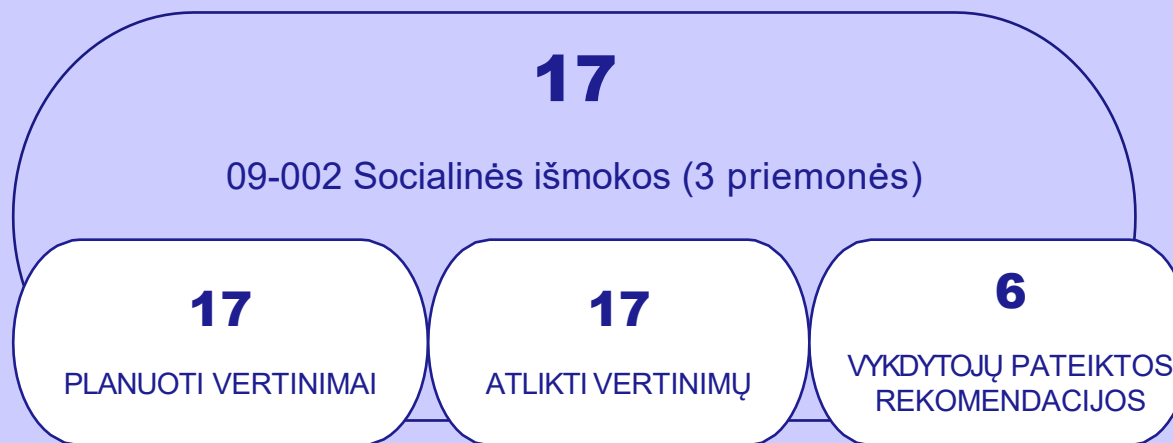 17
09-002 Socialinės išmokos (3 priemonės)
17
PLANUOTI VERTINIMAI
17
ATLIKTI VERTINIMŲ
6
VYKDYTOJŲ PATEIKTOS
REKOMENDACIJOS